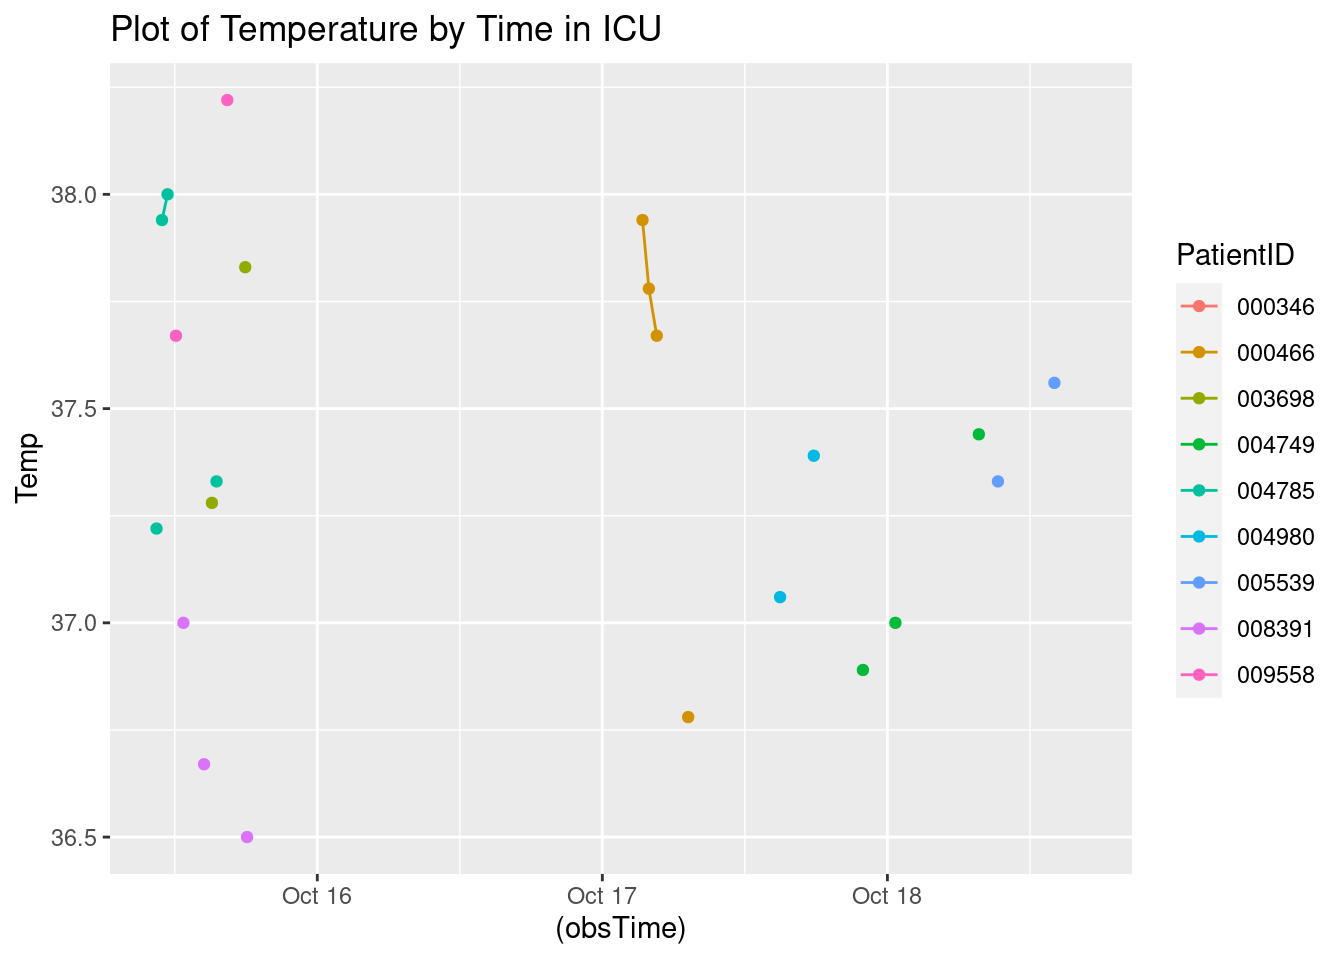 Plot of Temperature by Time in ICU
38.0
37.5
37.0
36.5
Temp
Oct 16
Oct 17
Oct 18
(obsTime)
PatientID
000346
000466
003698
004749
004785
004980
005539
008391
009558